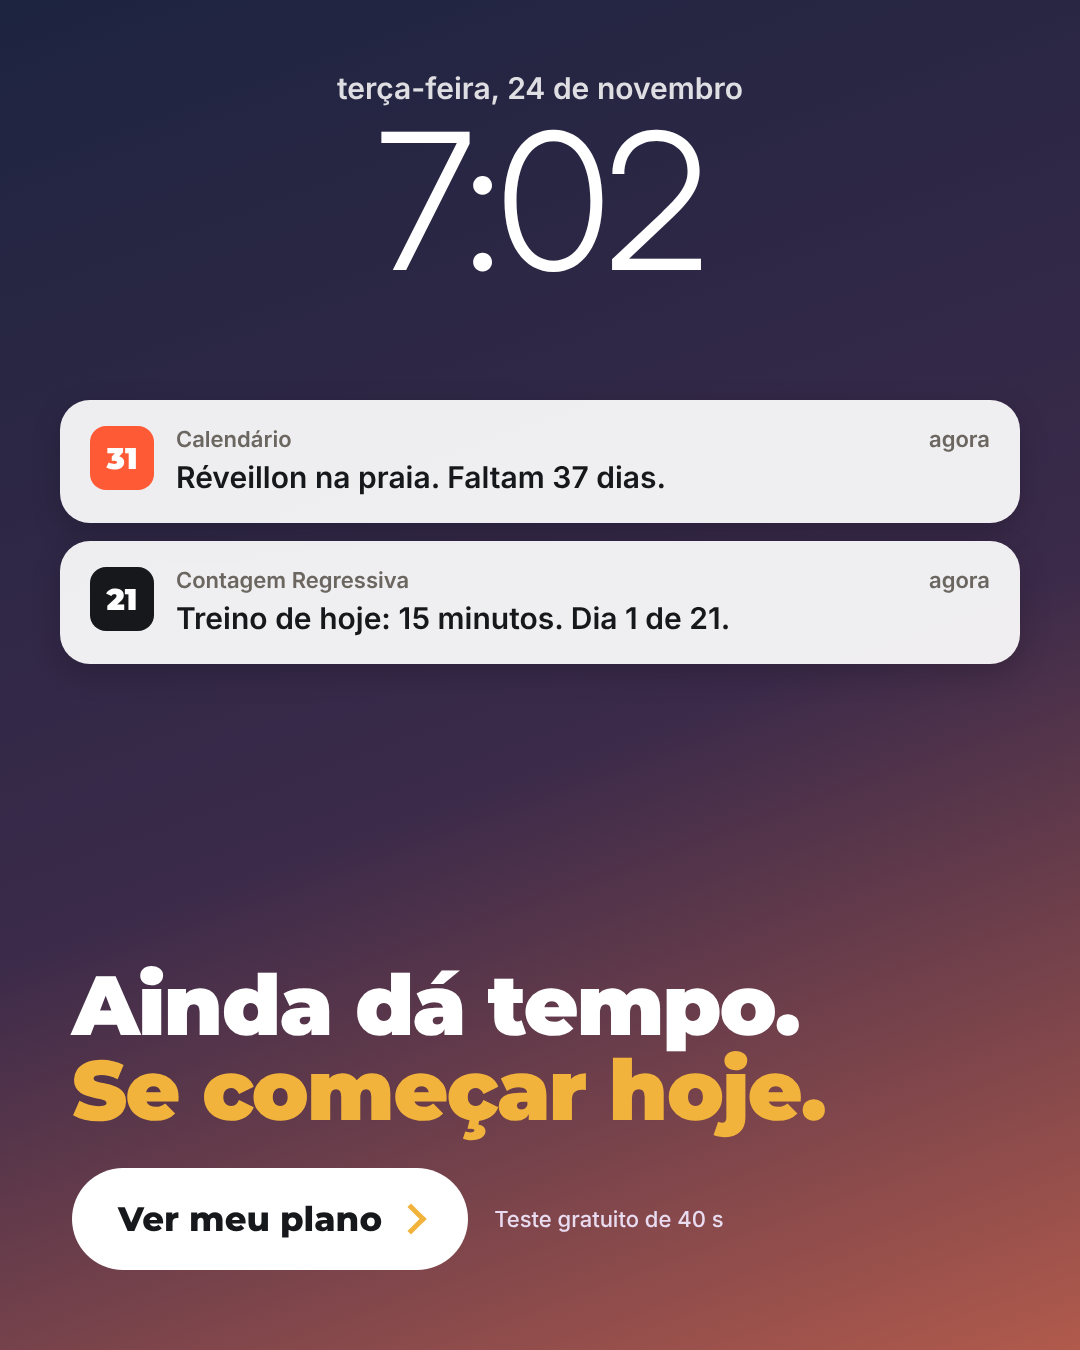 terça-feira, 24 de novembro
7:02
31
Calendário
agora
Réveillon na praia. Faltam 37 dias.
21
Contagem Regressiva
agora
Treino de hoje: 15 minutos. Dia 1 de 21.
Ainda dá tempo.
Se começar hoje.
Ver meu plano
Teste gratuito de 40 s